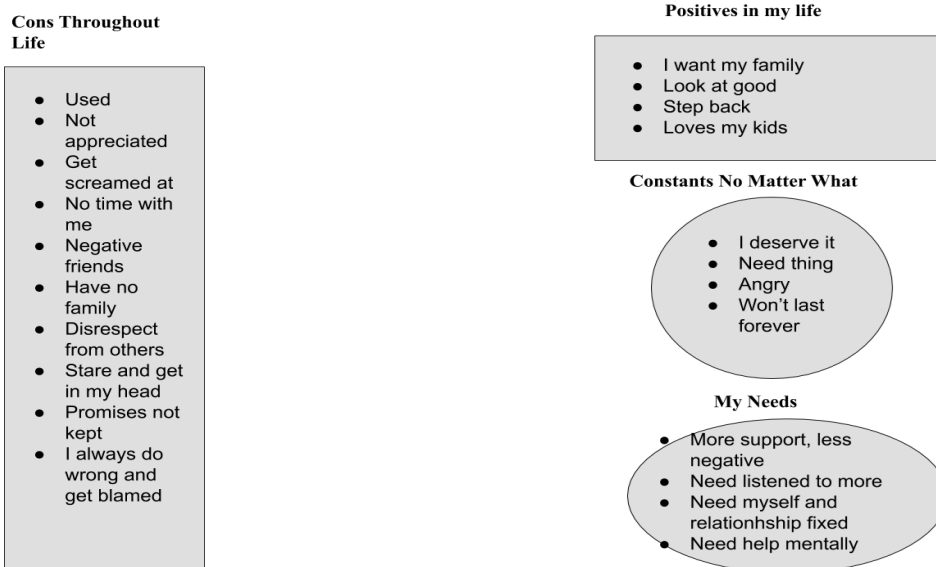 Cons Throughout
Life
● Used
● Not
appreciated
● Get
screamed at
● No time with
me
● Negative
friends
● Have no
family
● Disrespect
from others
● Stare and get
in my head
● Promises not
kept
● I always do
wrong and
get blamed
Positives in my life
● I want my family
● Look at good
● Step back
● Loves my kids
Constants No Matter What
● I deserve it
● Need thing
● Angry
● Won’t last
forever
My Needs
● More support, less
negative
● Need listened to more
● Need myself and
relationhship fixed
● Need help mentally